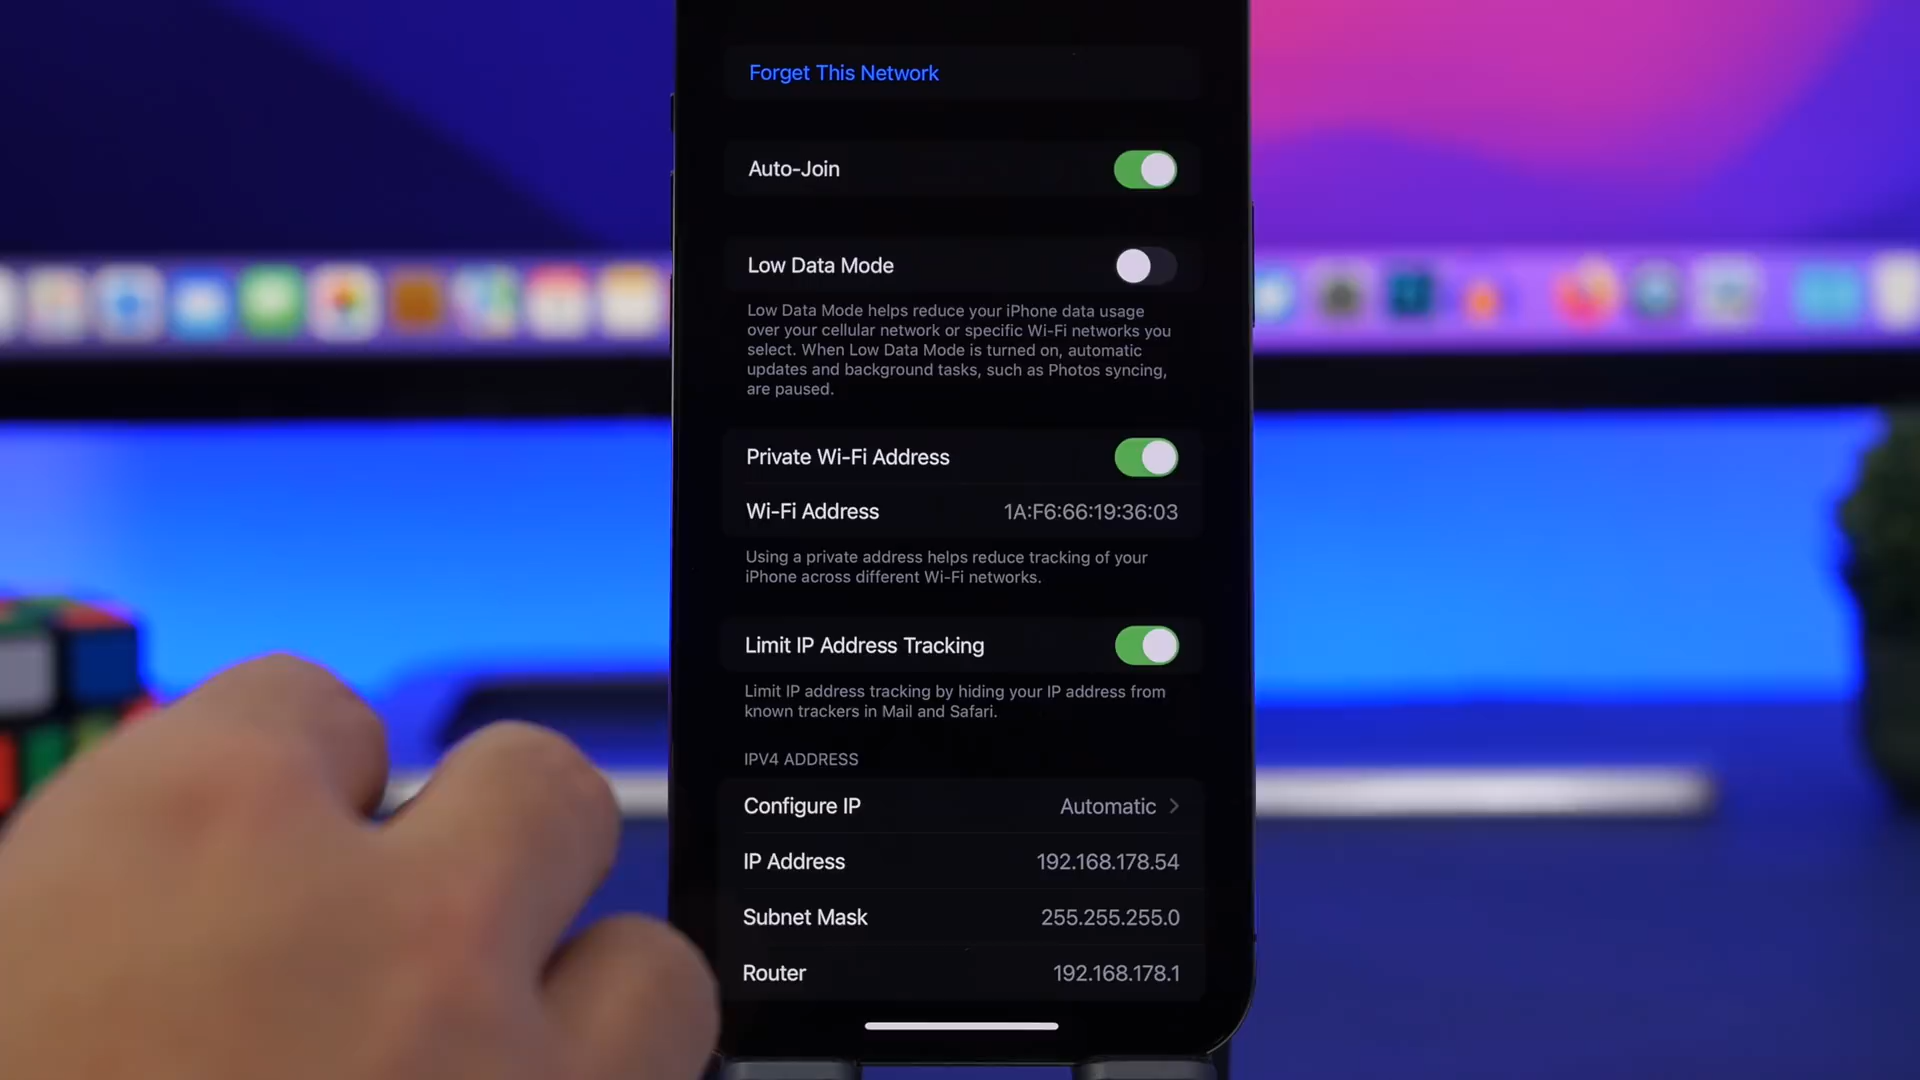 Forget This Network
Auto-Join
Low Data Mode
Low Data Mode helps reduce your iPhone data usage
over your cellular network or specific Wi-Fi networks you
select. When Low Data Mode is turned on, automatic
updates and background tasks, such as Photos syncing,
are paused.
Private Wi-Fi Address
Wi-Fi Address 1A:F6:66:19:36:03
Using a private address helps reduce tracking of your
iPhone across different Wi-Fi networks.
Limit IP Address Tracking
Limit IP address tracking by hiding your IP address from
known trackers in Mail and Safari.
IPV4 ADDRESS
Configure IP Automatic
IP Address 192.168.178.54
Subnet Mask 255.255.255.0
Router 192.168.178.1